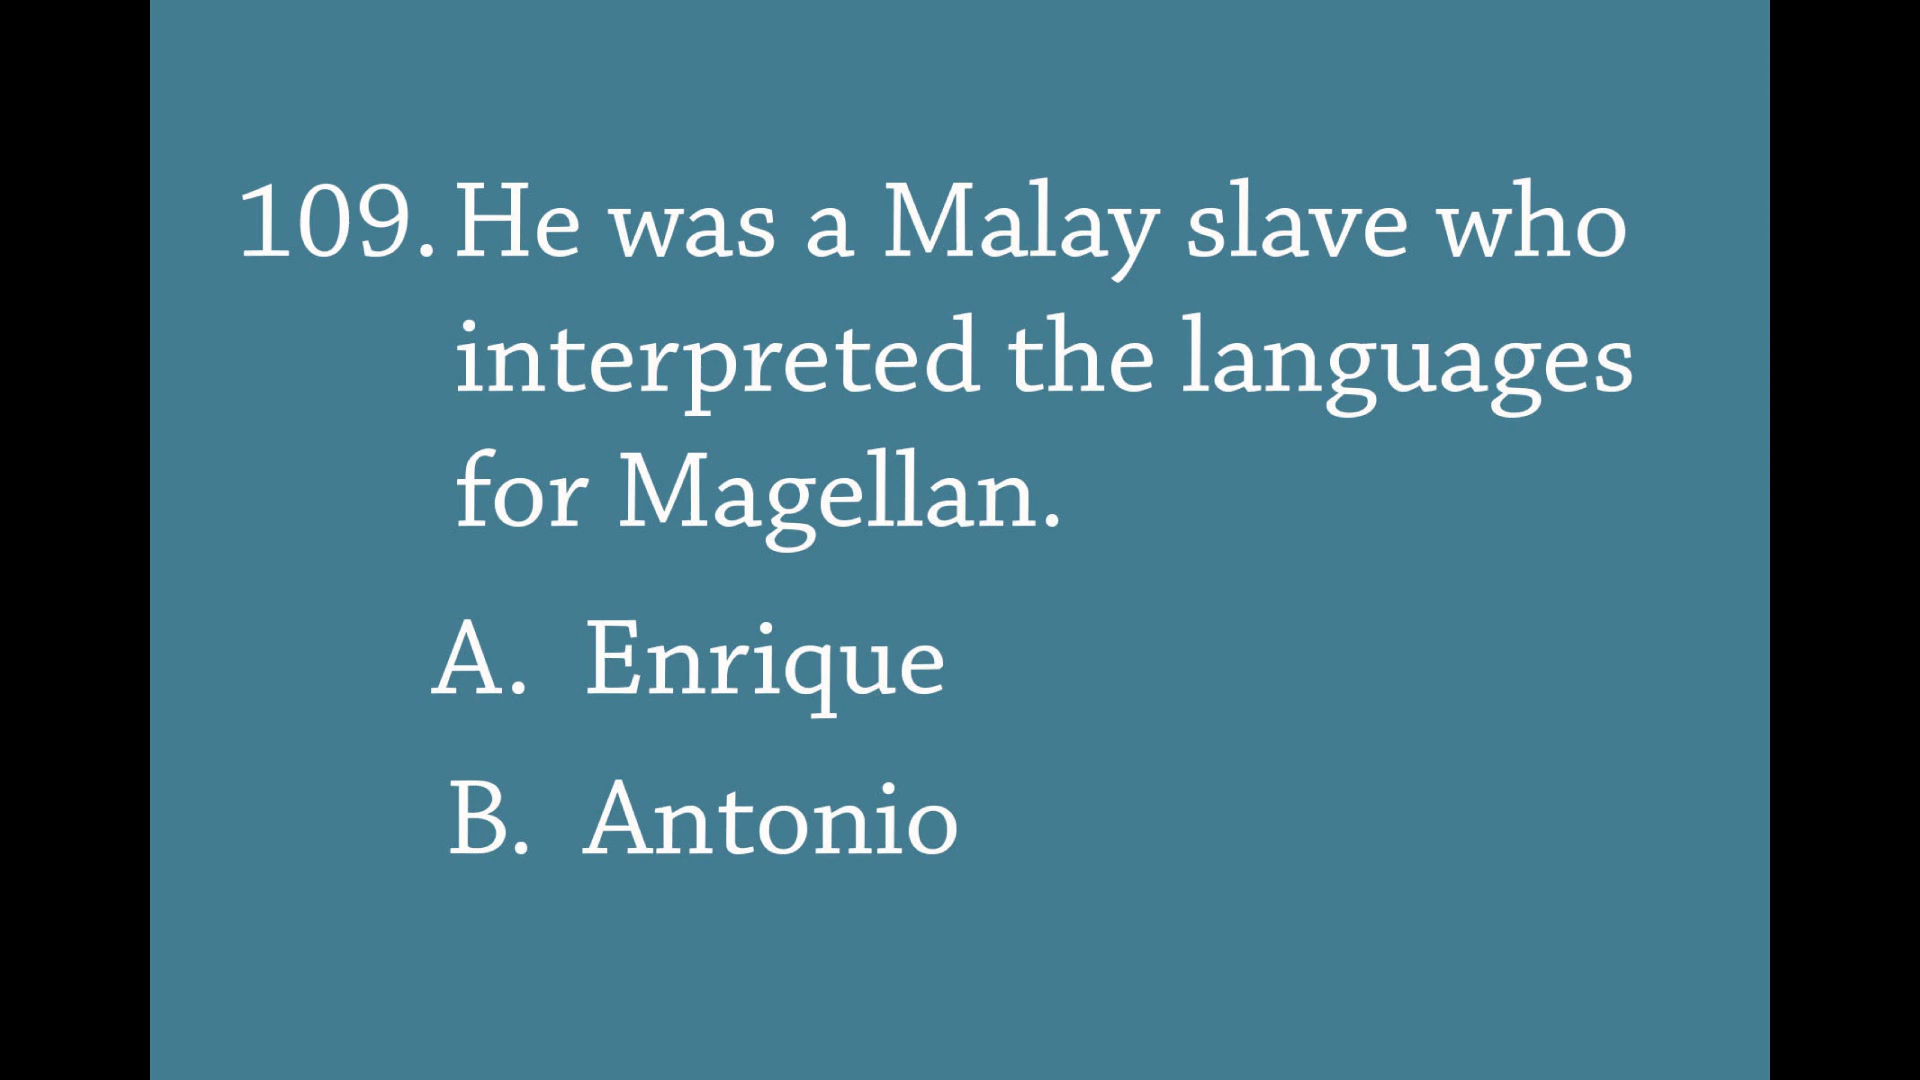 109. He was a Malay slave who
interpreted the languages
for Magellan.
A. Enrique
B. Antonio